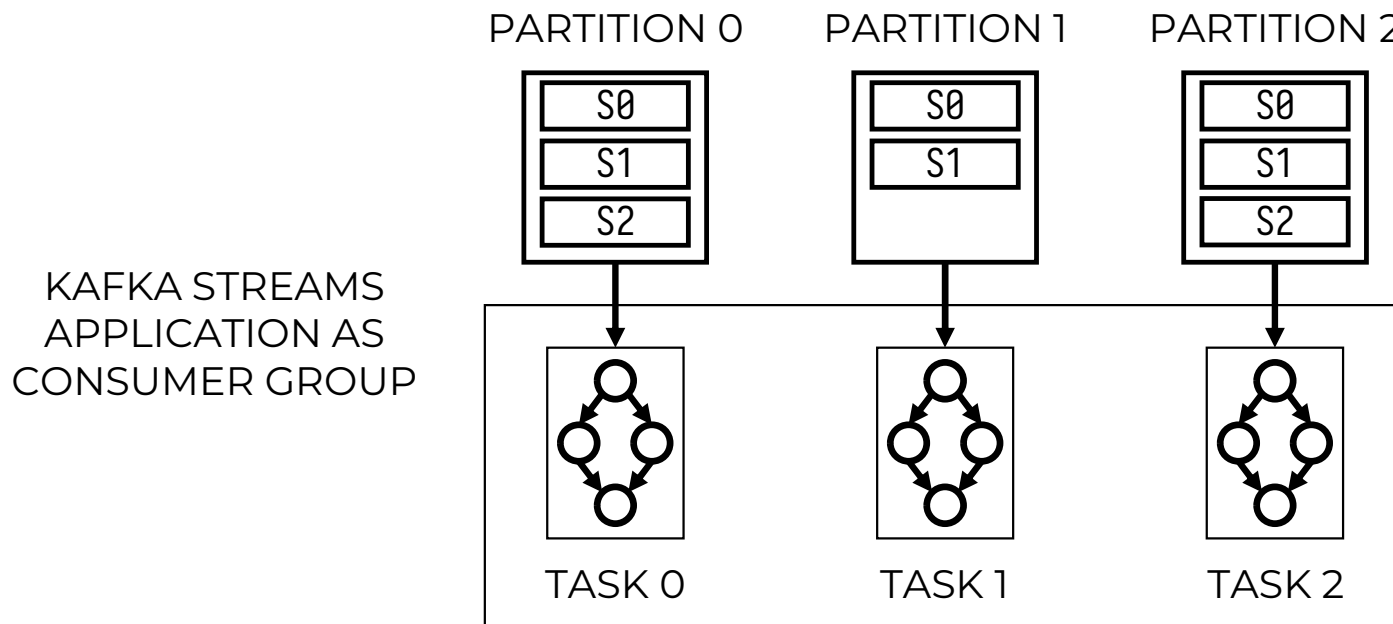 PARTITION 0
PARTITION 1
PARTITION 2
S0
S0
S0
S1
S1
S1
S2
S2
KAFKA STREAMS
APPLICATION AS
CONSUMER GROUP
TASK 0
TASK 1
TASK 2